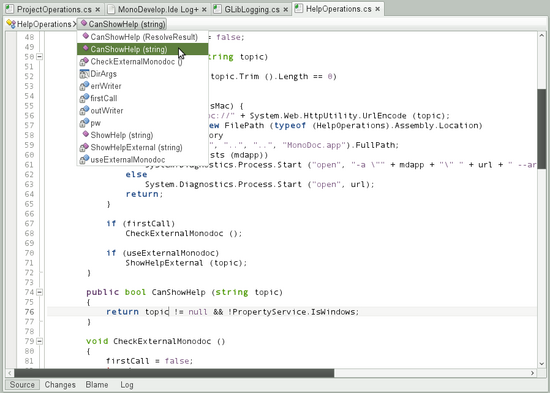 ProjectOperations.cs
MonoDevelop.Ide Log+
GLibLogging.cs
HelpOperations.cs
HelpOperations
CanShowHelp (string)
CanShowHelp (ResolveResult)
CanShowHelp (string)
CheckExternalMonodoc ()
DirArgs
errWriter
firstCall
outWriter
pw
ShowHelp (string)
ShowHelpExternal (string)
useExternalMonodoc
48 = false;
49
50 string topic)
51
52 topic.Trim ().Length == 0)
53
54
55 sMac) {
56 oc://" + System.Web.HttpUtility.UrlEncode (topic);
57 new FilePath (typeof (HelpOperations).Assembly.Location)
58 ory
59 "..", "..", "MonoDoc.app").FullPath;
60 sts (mdapp))
61 System.Diagnostics.Process.Start ("open", "-a \"" + mdapp + "\" " + url + " --ar
62 else
63 System.Diagnostics.Process.Start ("open", url);
64 return;
65 }
66
67 if (firstCall)
68 CheckExternalMonodoc ();
69
70 if (useExternalMonodoc)
71 ShowHelpExternal (topic);
72 }
73
74 public bool CanShowHelp (string topic)
75 {
76 return topic != null && !PropertyService.IsWindows;
77 }
78
79 void CheckExternalMonodoc ()
80 {
81 firstCall = false;
Source Changes Blame Log